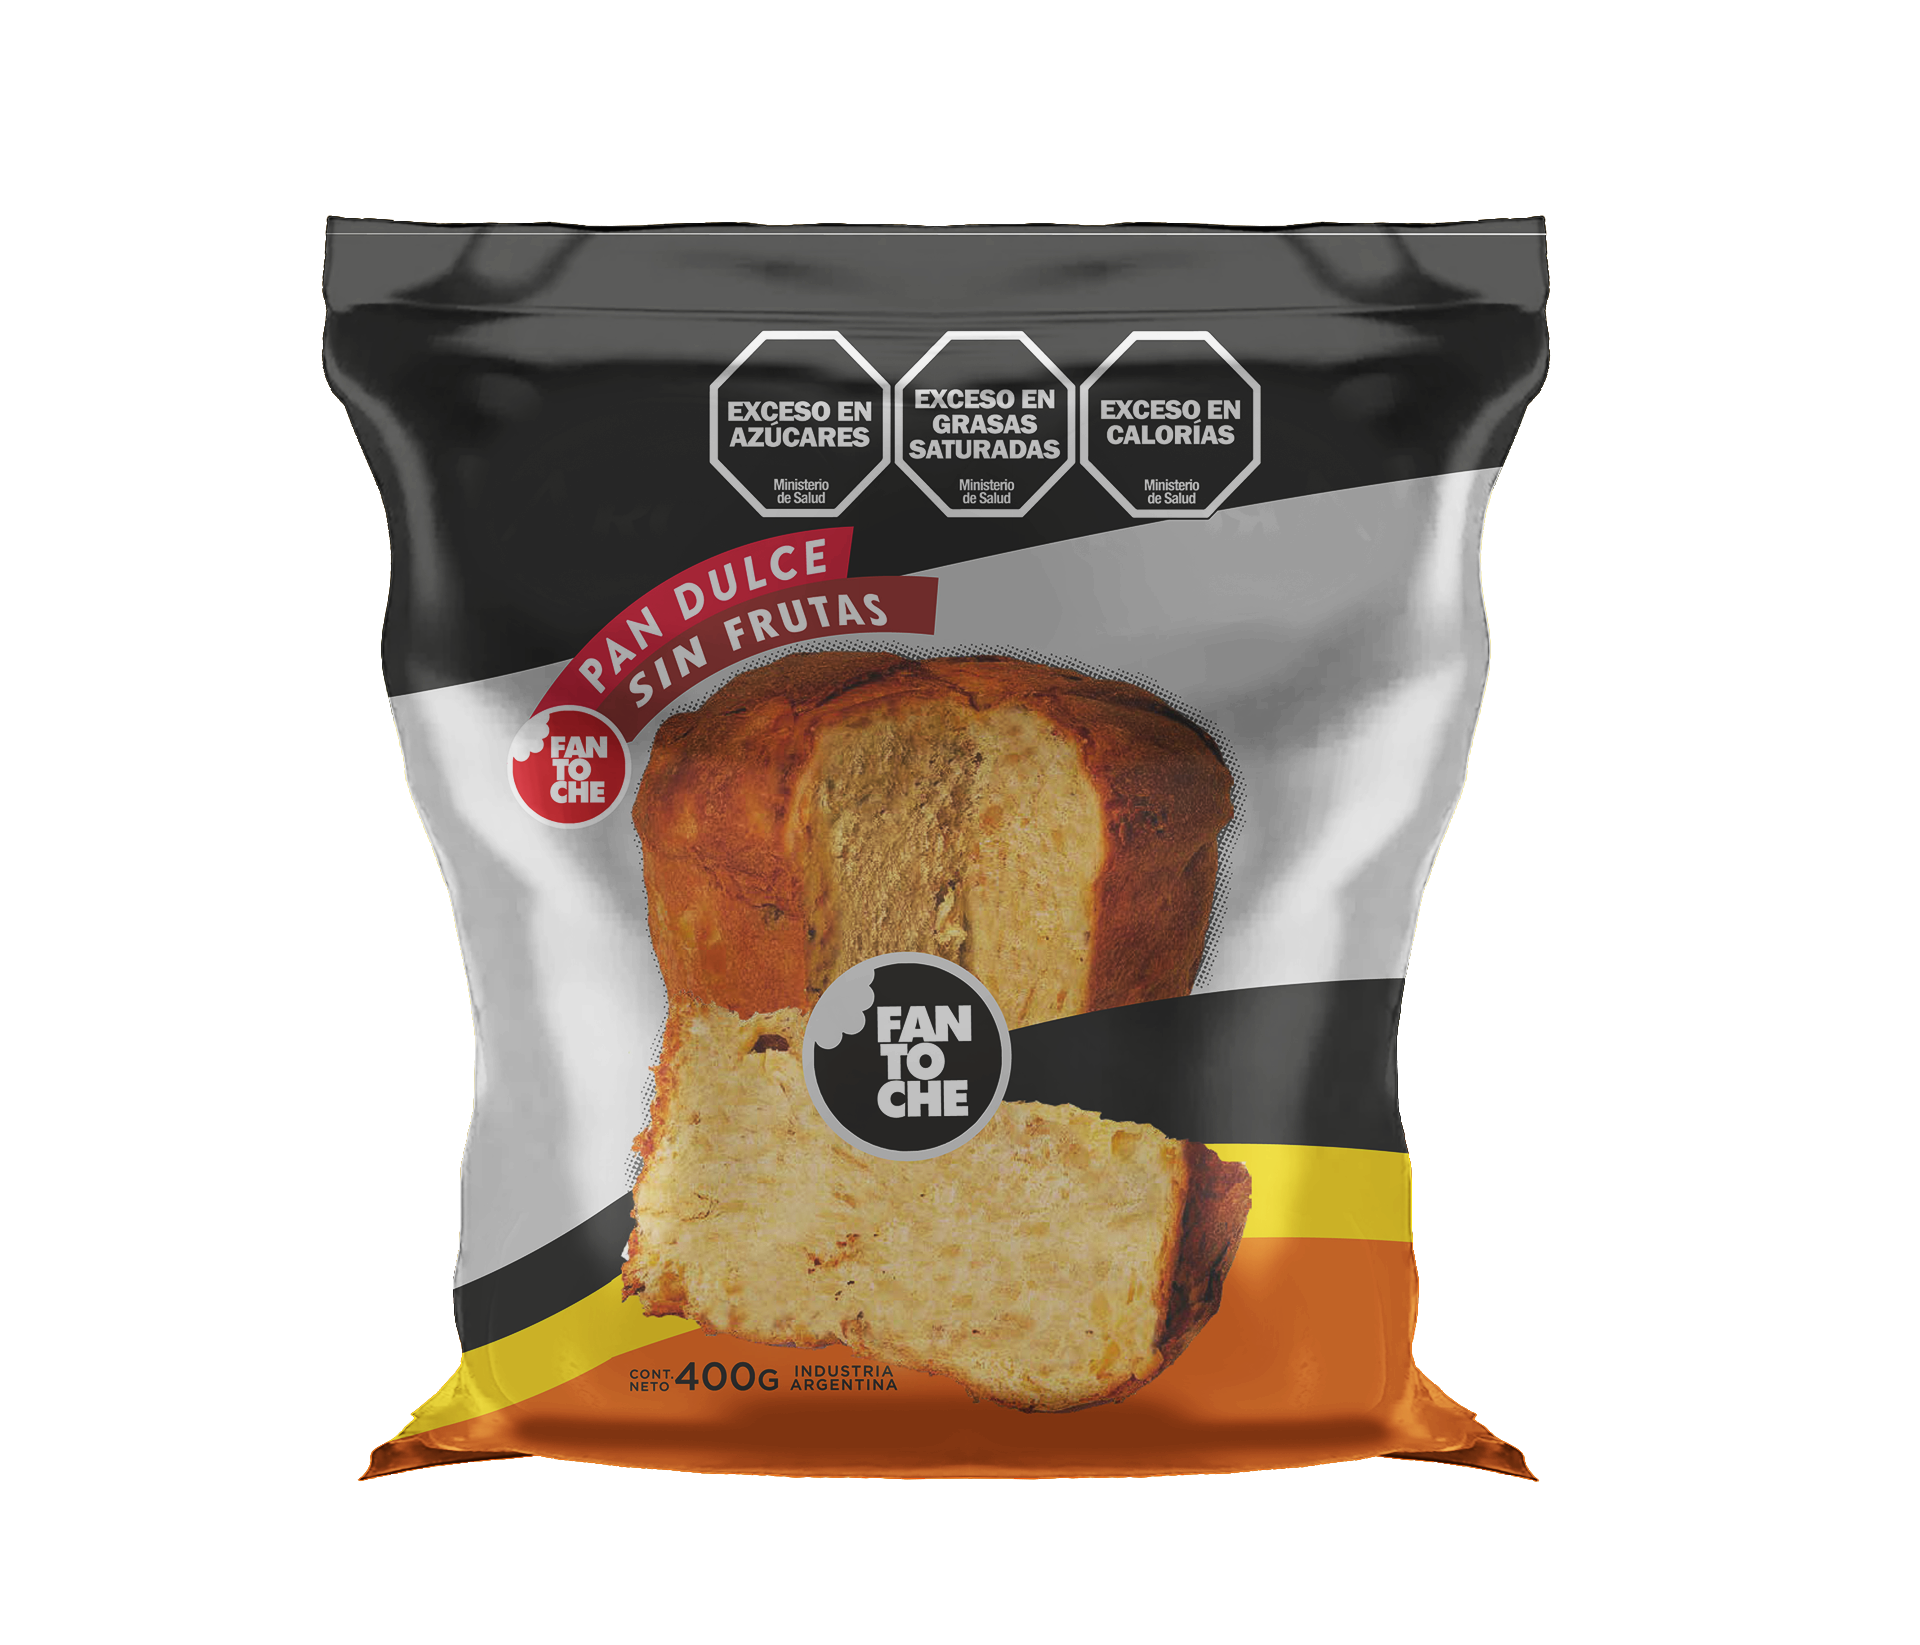 EXCESO EN
AZÚCARES
Ministerio
de Salud
EXCESO EN
GRASAS
SATURADAS
Ministerio
de Salud
EXCESO EN
CALORÍAS
Ministerio
de Salud
PAN DULCE
SIN FRUTAS
FAN
TO
CHE
FAN
TO
CHE
CONT.
NETO
400G
INDUSTRIA
ARGENTINA